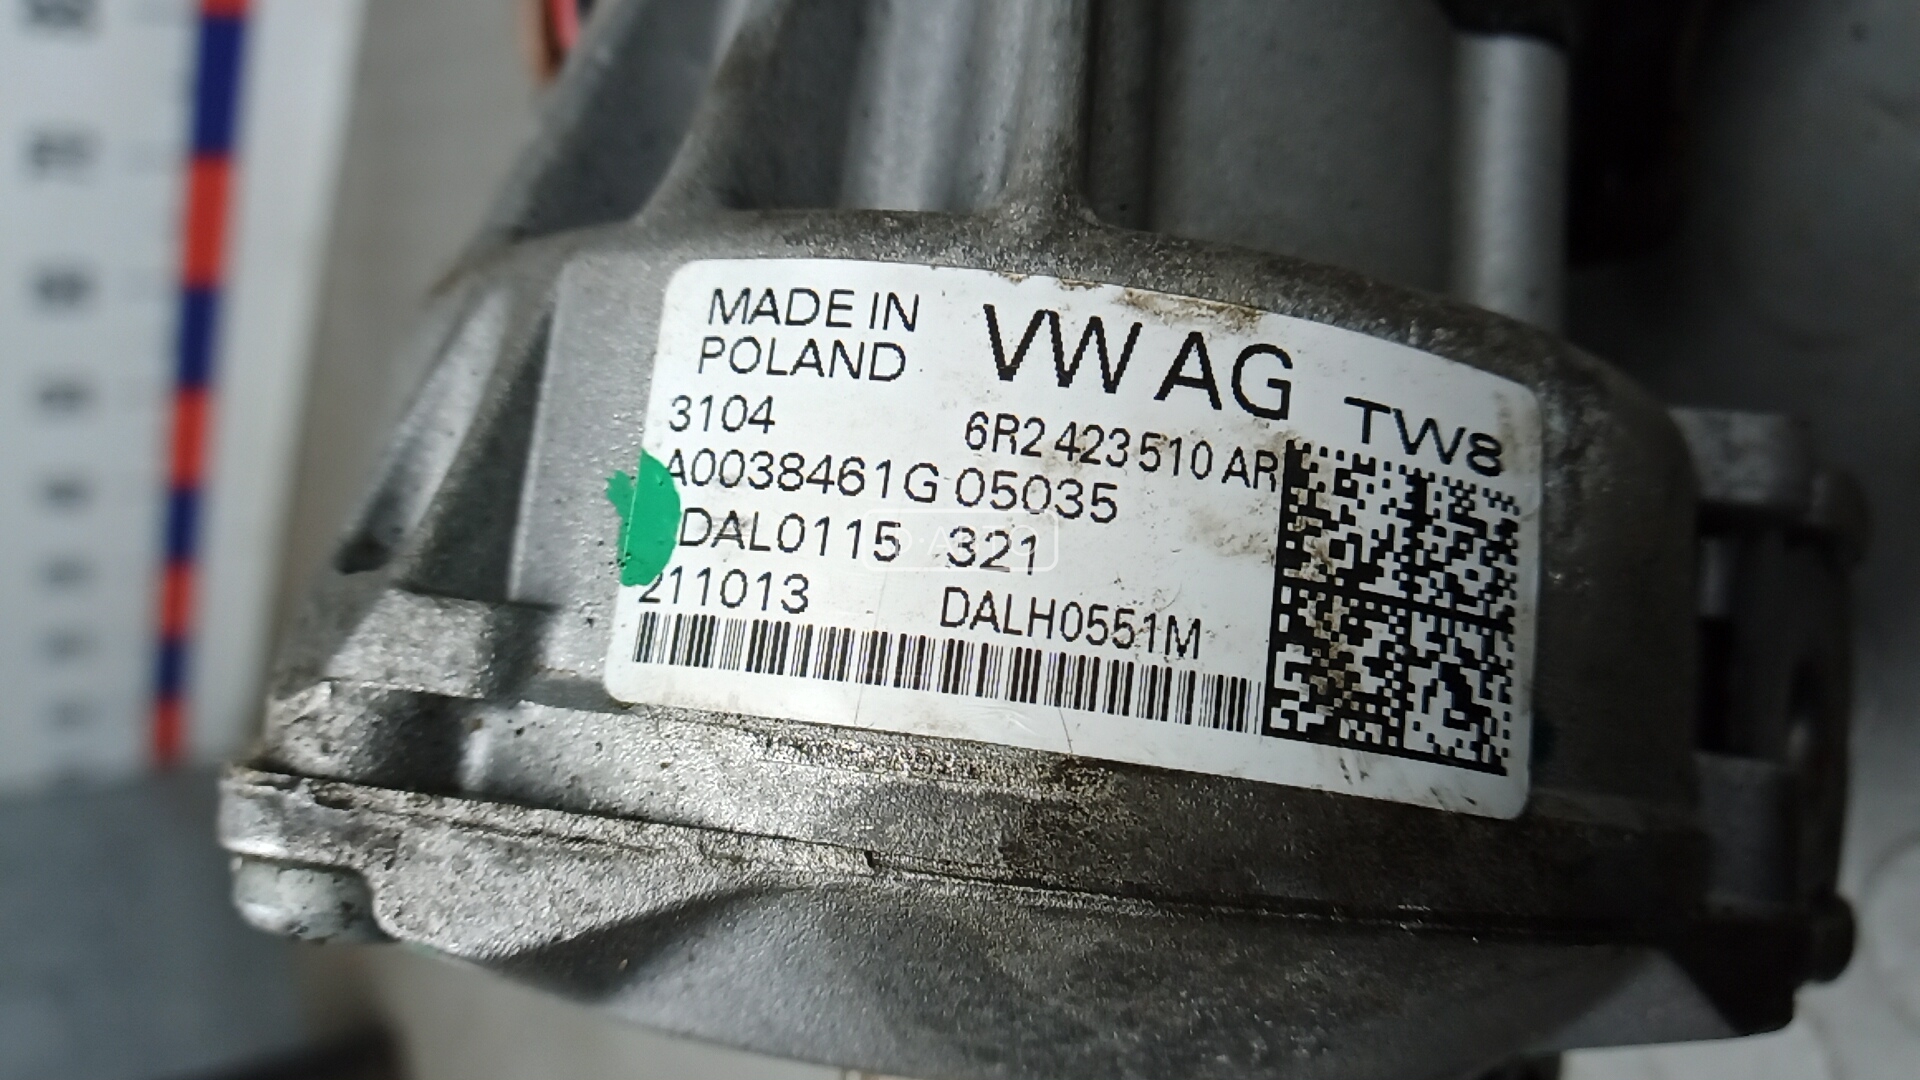 MADE IN
POLAND
VW AG
TW8
3104
6R2 423 510 AR
A0038461G 05035
DAL0115 321
211013
DALH0551M